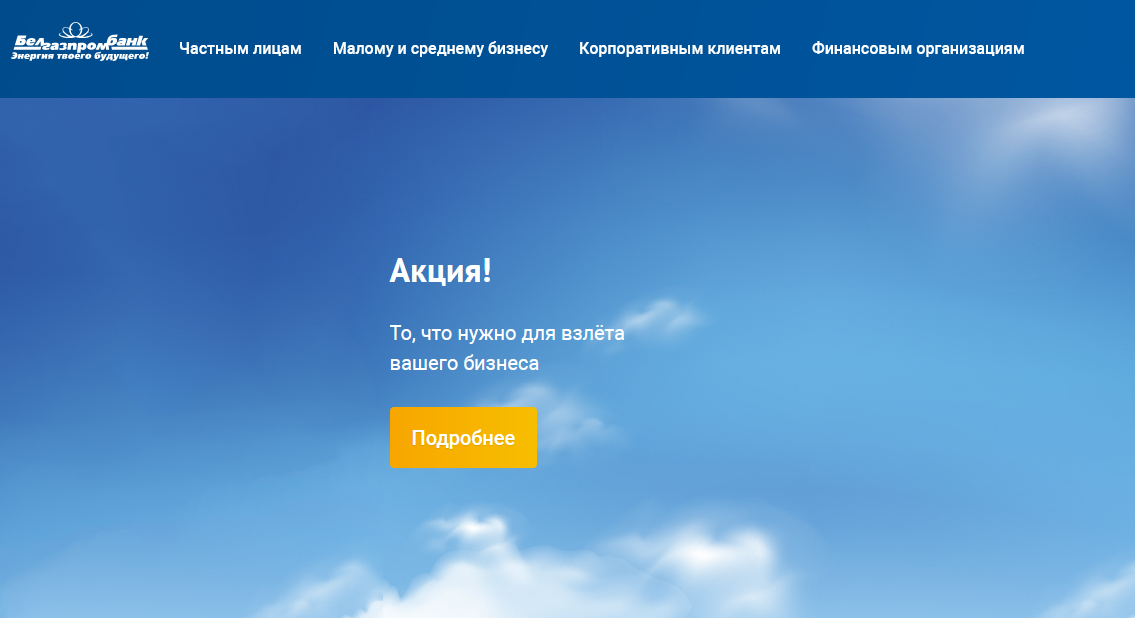 Белгазпромбанк
Энергия твоего будущего!
Частным лицам
Малому и среднему бизнесу
Корпоративным клиентам
Финансовым организациям
Акция!
То, что нужно для взлёта
вашего бизнеса
Подробнее